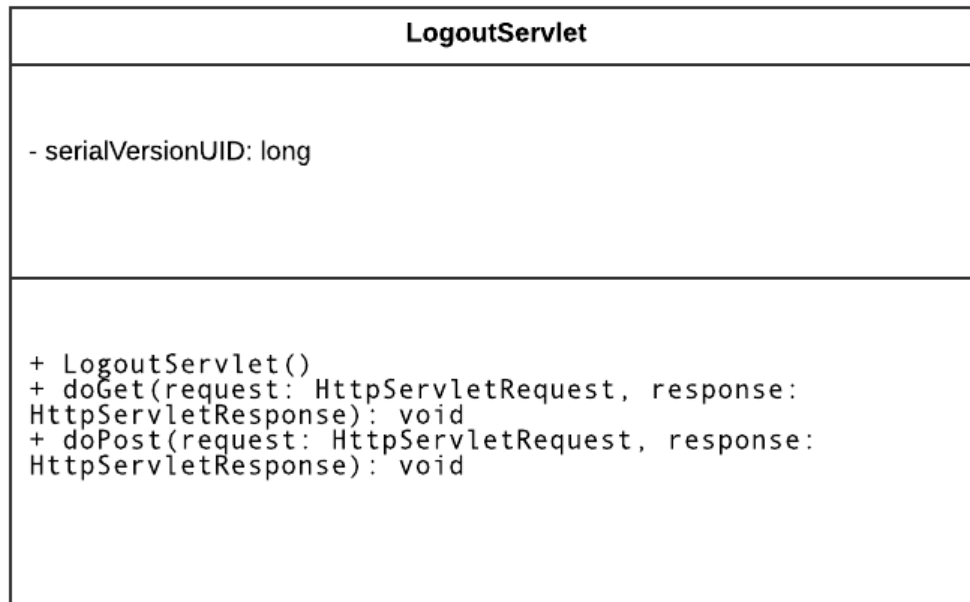 LogoutServlet
- serialVersionUID: long
+ LogoutServlet()
+ doGet(request: HttpServletRequest, response:
HttpServletResponse): void
+ doPost(request: HttpServletRequest, response:
HttpServletResponse): void